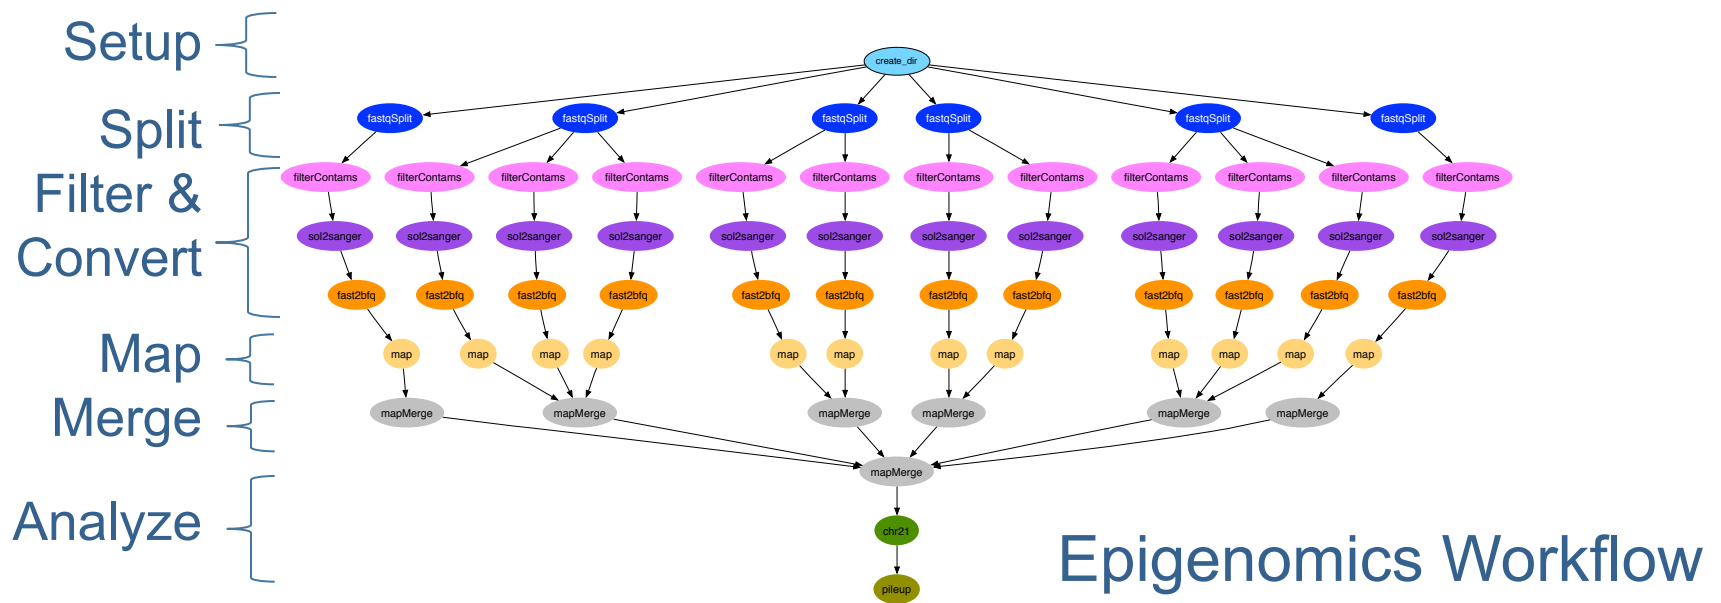 Setup
create_dir
Split
fastqSplit fastqSplit fastqSplit fastqSplit fastqSplit fastqSplit
Filter &
filterContams filterContams filterContams filterContams filterContams filterContams filterContams filterContams filterContams filterContams filterContams filterContams
sol2sanger sol2sanger sol2sanger sol2sanger sol2sanger sol2sanger sol2sanger sol2sanger sol2sanger sol2sanger sol2sanger sol2sanger
Convert
fast2bfq fast2bfq fast2bfq fast2bfq fast2bfq fast2bfq fast2bfq fast2bfq fast2bfq fast2bfq fast2bfq fast2bfq
Map
map map map map map map map map map map map map
Merge
mapMerge mapMerge mapMerge mapMerge mapMerge mapMerge
mapMerge
Analyze
chr21
pileup
Epigenomics Workflow